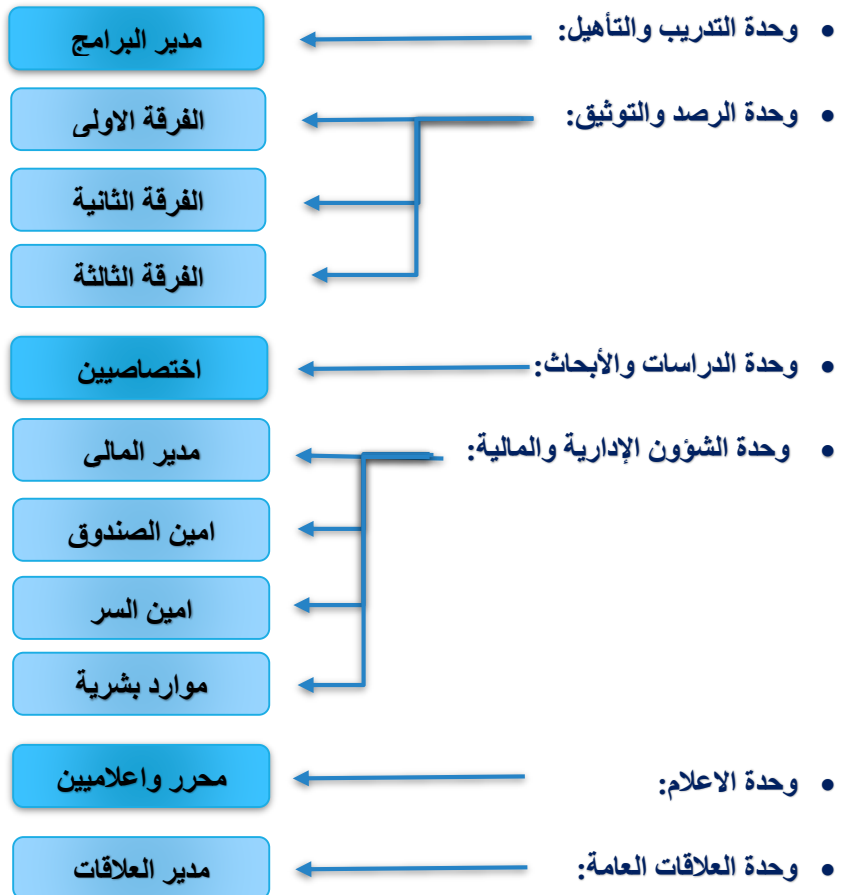 • وحدة التدريب والتأهيل:
مدير البرامج
• وحدة الرصد والتوثيق:
الفرقة الاولى
الفرقة الثانية
الفرقة الثالثة
• وحدة الدراسات والأبحاث:
اختصاصيين
• وحدة الشؤون الإدارية والمالية:
مدير المالي
امين الصندوق
امين السر
موارد بشرية
• وحدة الاعلام:
محرر واعلاميين
• وحدة العلاقات العامة:
مدير العلاقات